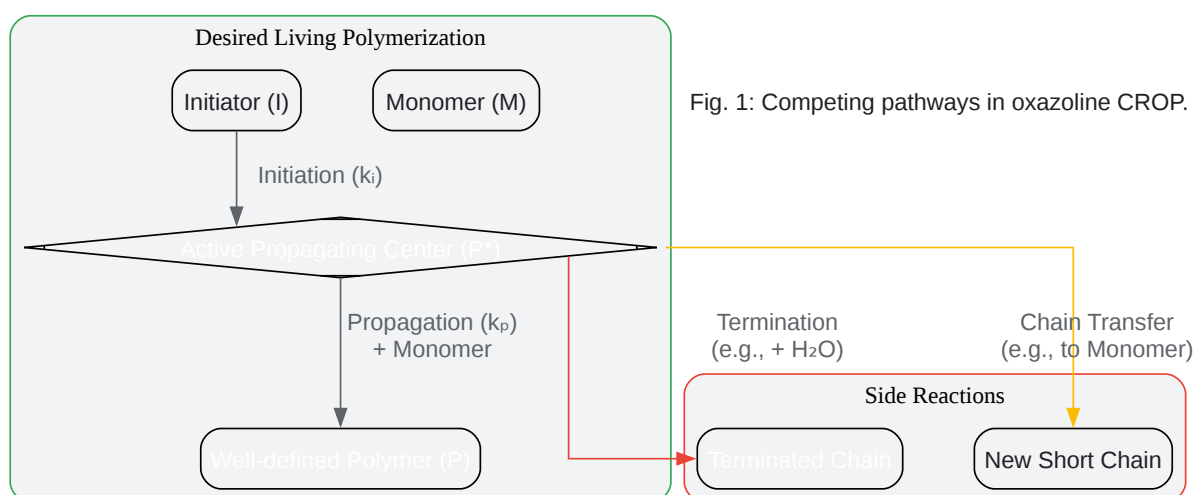 Desired Living Polymerization
Initiator (I)
Monomer (M)
Fig. 1: Competing pathways in oxazoline CROP.
Initiation (kᵢ)
Active Propagating Center (P*)
Propagation (kₚ)
+ Monomer
Termination
(e.g., + H₂O)
Chain Transfer
(e.g., to Monomer)
Side Reactions
Well-defined Polymer (P)
Terminated Chain
New Short Chain